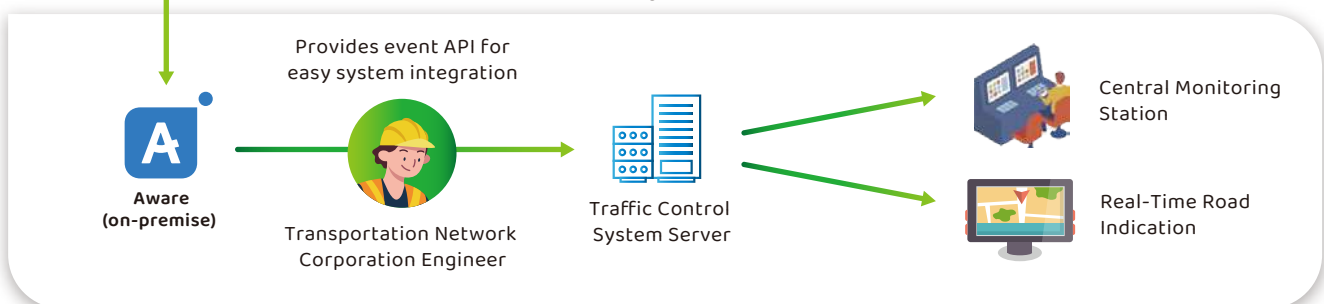 Provides event API for
easy system integration
A
Aware
(on-premise)
Transportation Network
Corporation Engineer
Traffic Control
System Server
Central Monitoring
Station
Real-Time Road
Indication